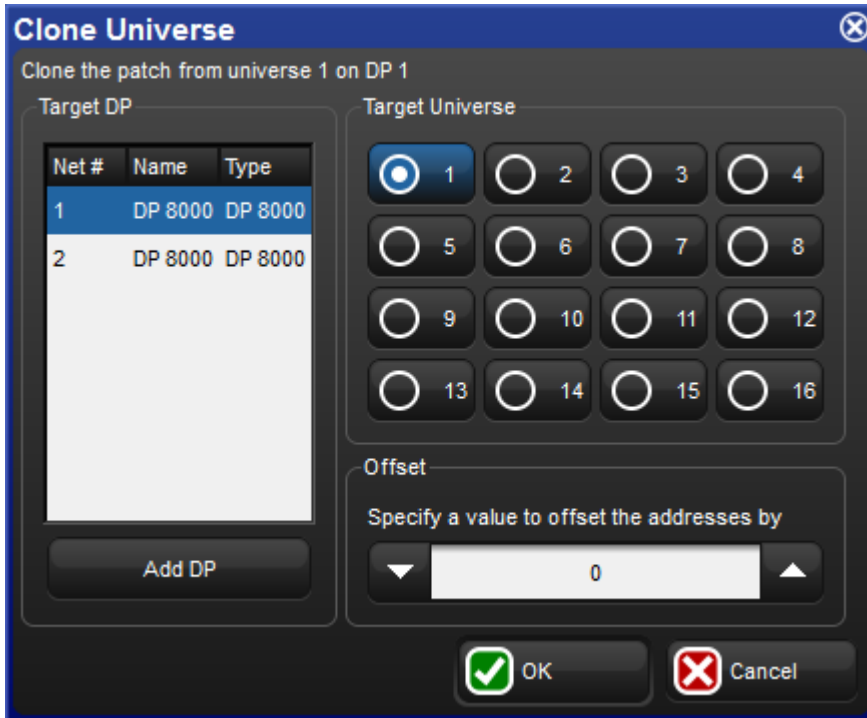 Clone Universe
Clone the patch from universe 1 on DP 1
Target DP
Net # Name Type
1 DP 8000 DP 8000
2 DP 8000 DP 8000
Add DP
Target Universe
1 2 3 4
5 6 7 8
9 10 11 12
13 14 15 16
Offset
Specify a value to offset the addresses by
0
OK Cancel